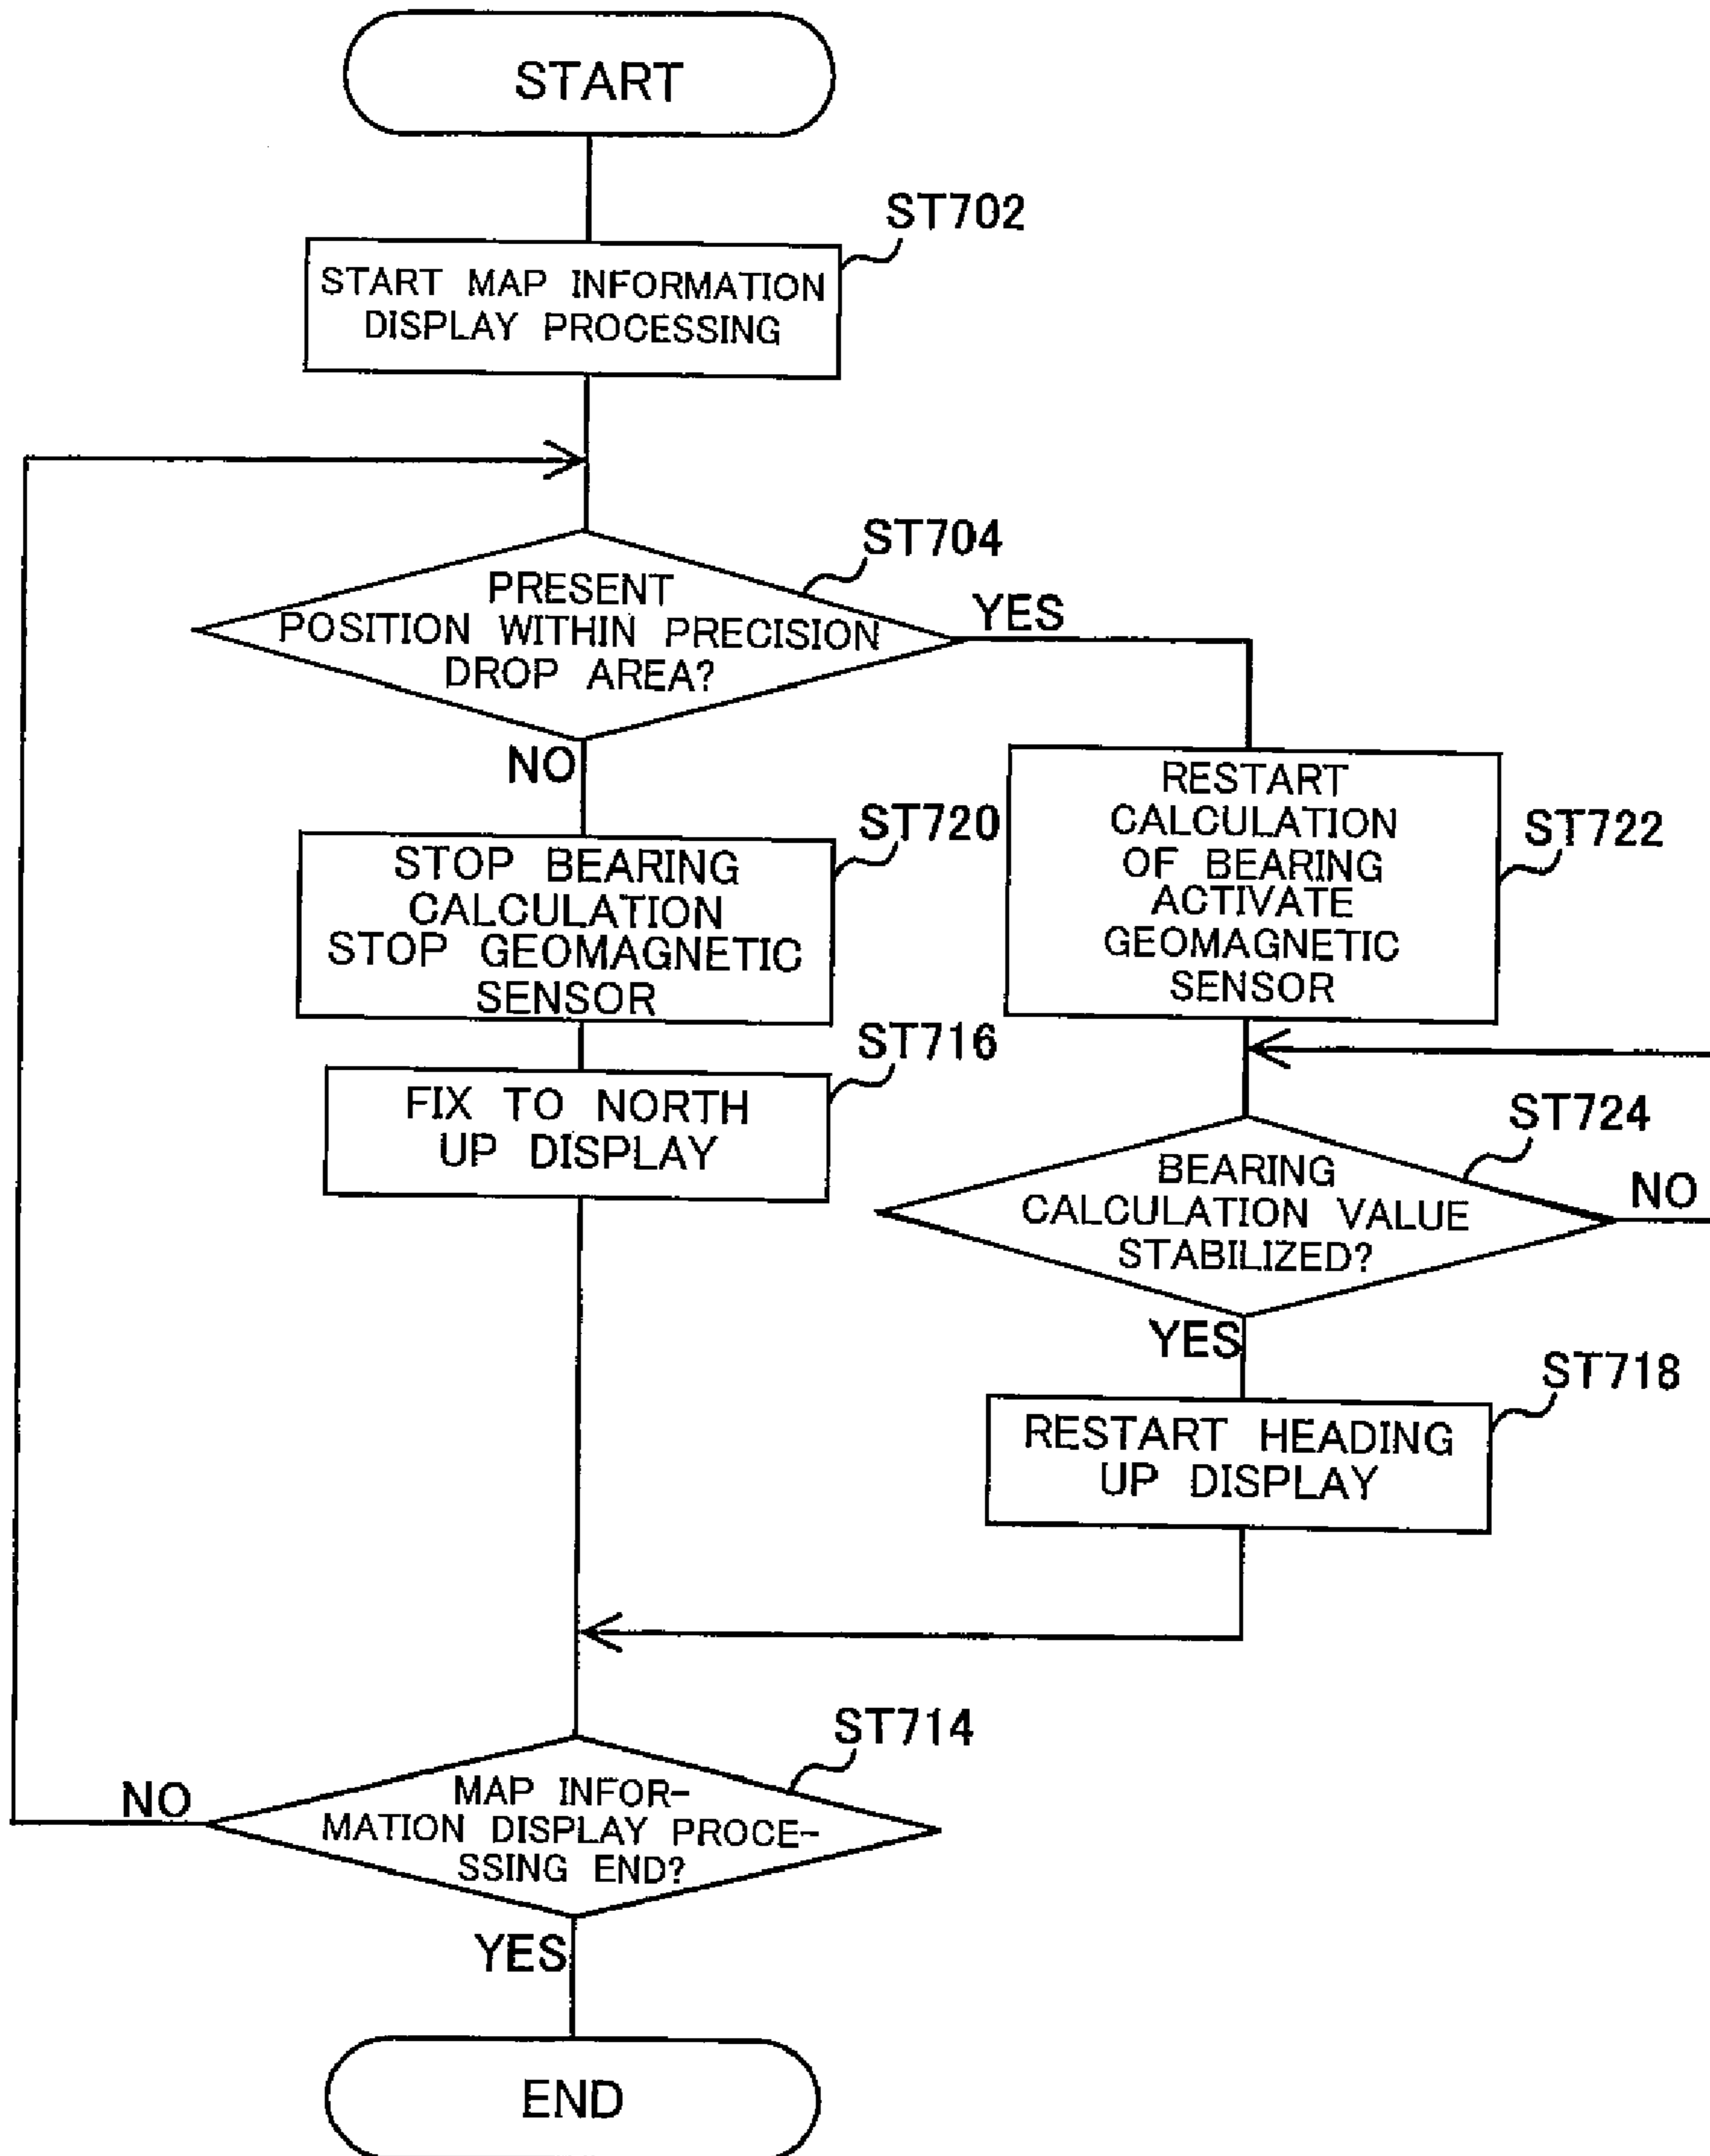 START
ST702
START MAP INFORMATION
DISPLAY PROCESSING
ST704
PRESENT
POSITION WITHIN PRECISION
DROP AREA?
YES
NO
ST720
STOP BEARING
CALCULATION
STOP GEOMAGNETIC
SENSOR
RESTART
CALCULATION
OF BEARING
ACTIVATE
GEOMAGNETIC
SENSOR
ST722
ST716
FIX TO NORTH
UP DISPLAY
ST724
BEARING
CALCULATION VALUE
STABILIZED?
NO
YES
ST718
RESTART HEADING
UP DISPLAY
ST714
MAP INFOR-
MATION DISPLAY PROCE-
SSING END?
NO
YES
END